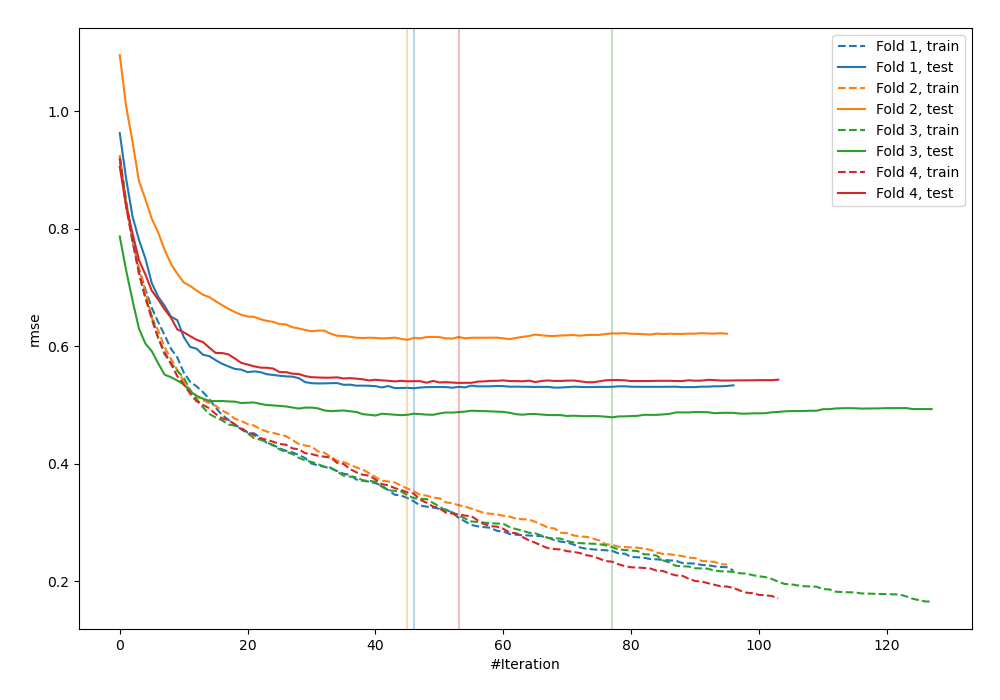 Fold 1, train
Fold 1, test
Fold 2, train
Fold 2, test
Fold 3, train
Fold 3, test
Fold 4, train
Fold 4, test
1.0
0.8
0.6
0.4
0.2
rmse
0 20 40 60 80 100 120
#Iteration